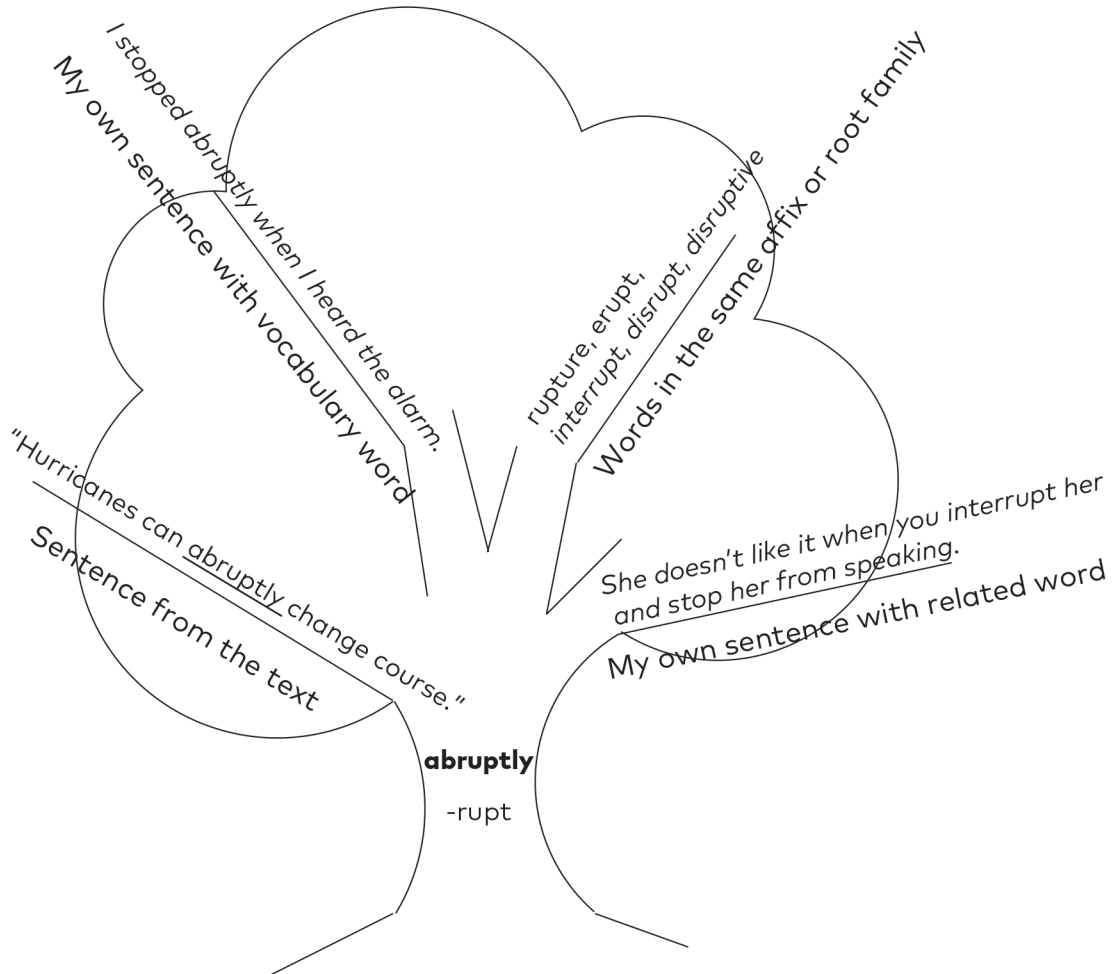 I stopped abruptly when I heard the alarm.
My own sentence with vocabulary word
rupture, erupt,
interrupt, disrupt, disruptive
Words in the same affix or root family
"Hurricanes can abruptly change course."
Sentence from the text
She doesn't like it when you interrupt her
and stop her from speaking.
My own sentence with related word
abruptly
-rupt